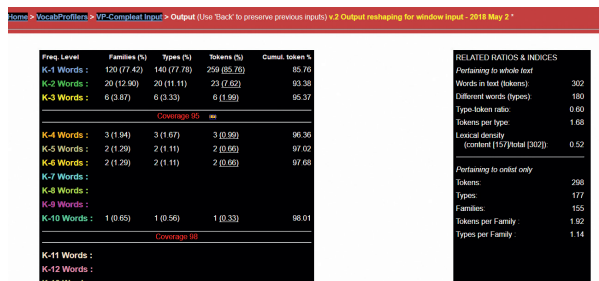 Home > VocabProfilers > VP-Compleat Input > Output (Use 'Back' to preserve previous inputs) v.2 Output reshaping for window input - 2018 May 2 *
Freq. Level Families (%) Types (%) Tokens (%) Cumul. token %
K-1 Words : 120 (77.42) 140 (77.78) 259 (85.76) 85.76
K-2 Words : 20 (12.90) 20 (11.11) 23 (7.62) 93.38
K-3 Words : 6 (3.87) 6 (3.33) 6 (1.99) 95.37
Coverage 95
K-4 Words : 3 (1.94) 3 (1.67) 3 (0.99) 96.36
K-5 Words : 2 (1.29) 2 (1.11) 2 (0.66) 97.02
K-6 Words : 2 (1.29) 2 (1.11) 2 (0.66) 97.68
K-7 Words :
K-8 Words :
K-9 Words :
K-10 Words : 1 (0.65) 1 (0.56) 1 (0.33) 98.01
Coverage 98
K-11 Words :
K-12 Words :
RELATED RATIOS & INDICES
Pertaining to whole text
Words in text (tokens): 302
Different words (types): 180
Type-token ratio: 0.60
Tokens per type: 1.68
Lexical density
(content [157]/total [302]): 0.52
Pertaining to onlist only
Tokens: 298
Types: 177
Families: 155
Tokens per Family : 1.92
Types per Family : 1.14